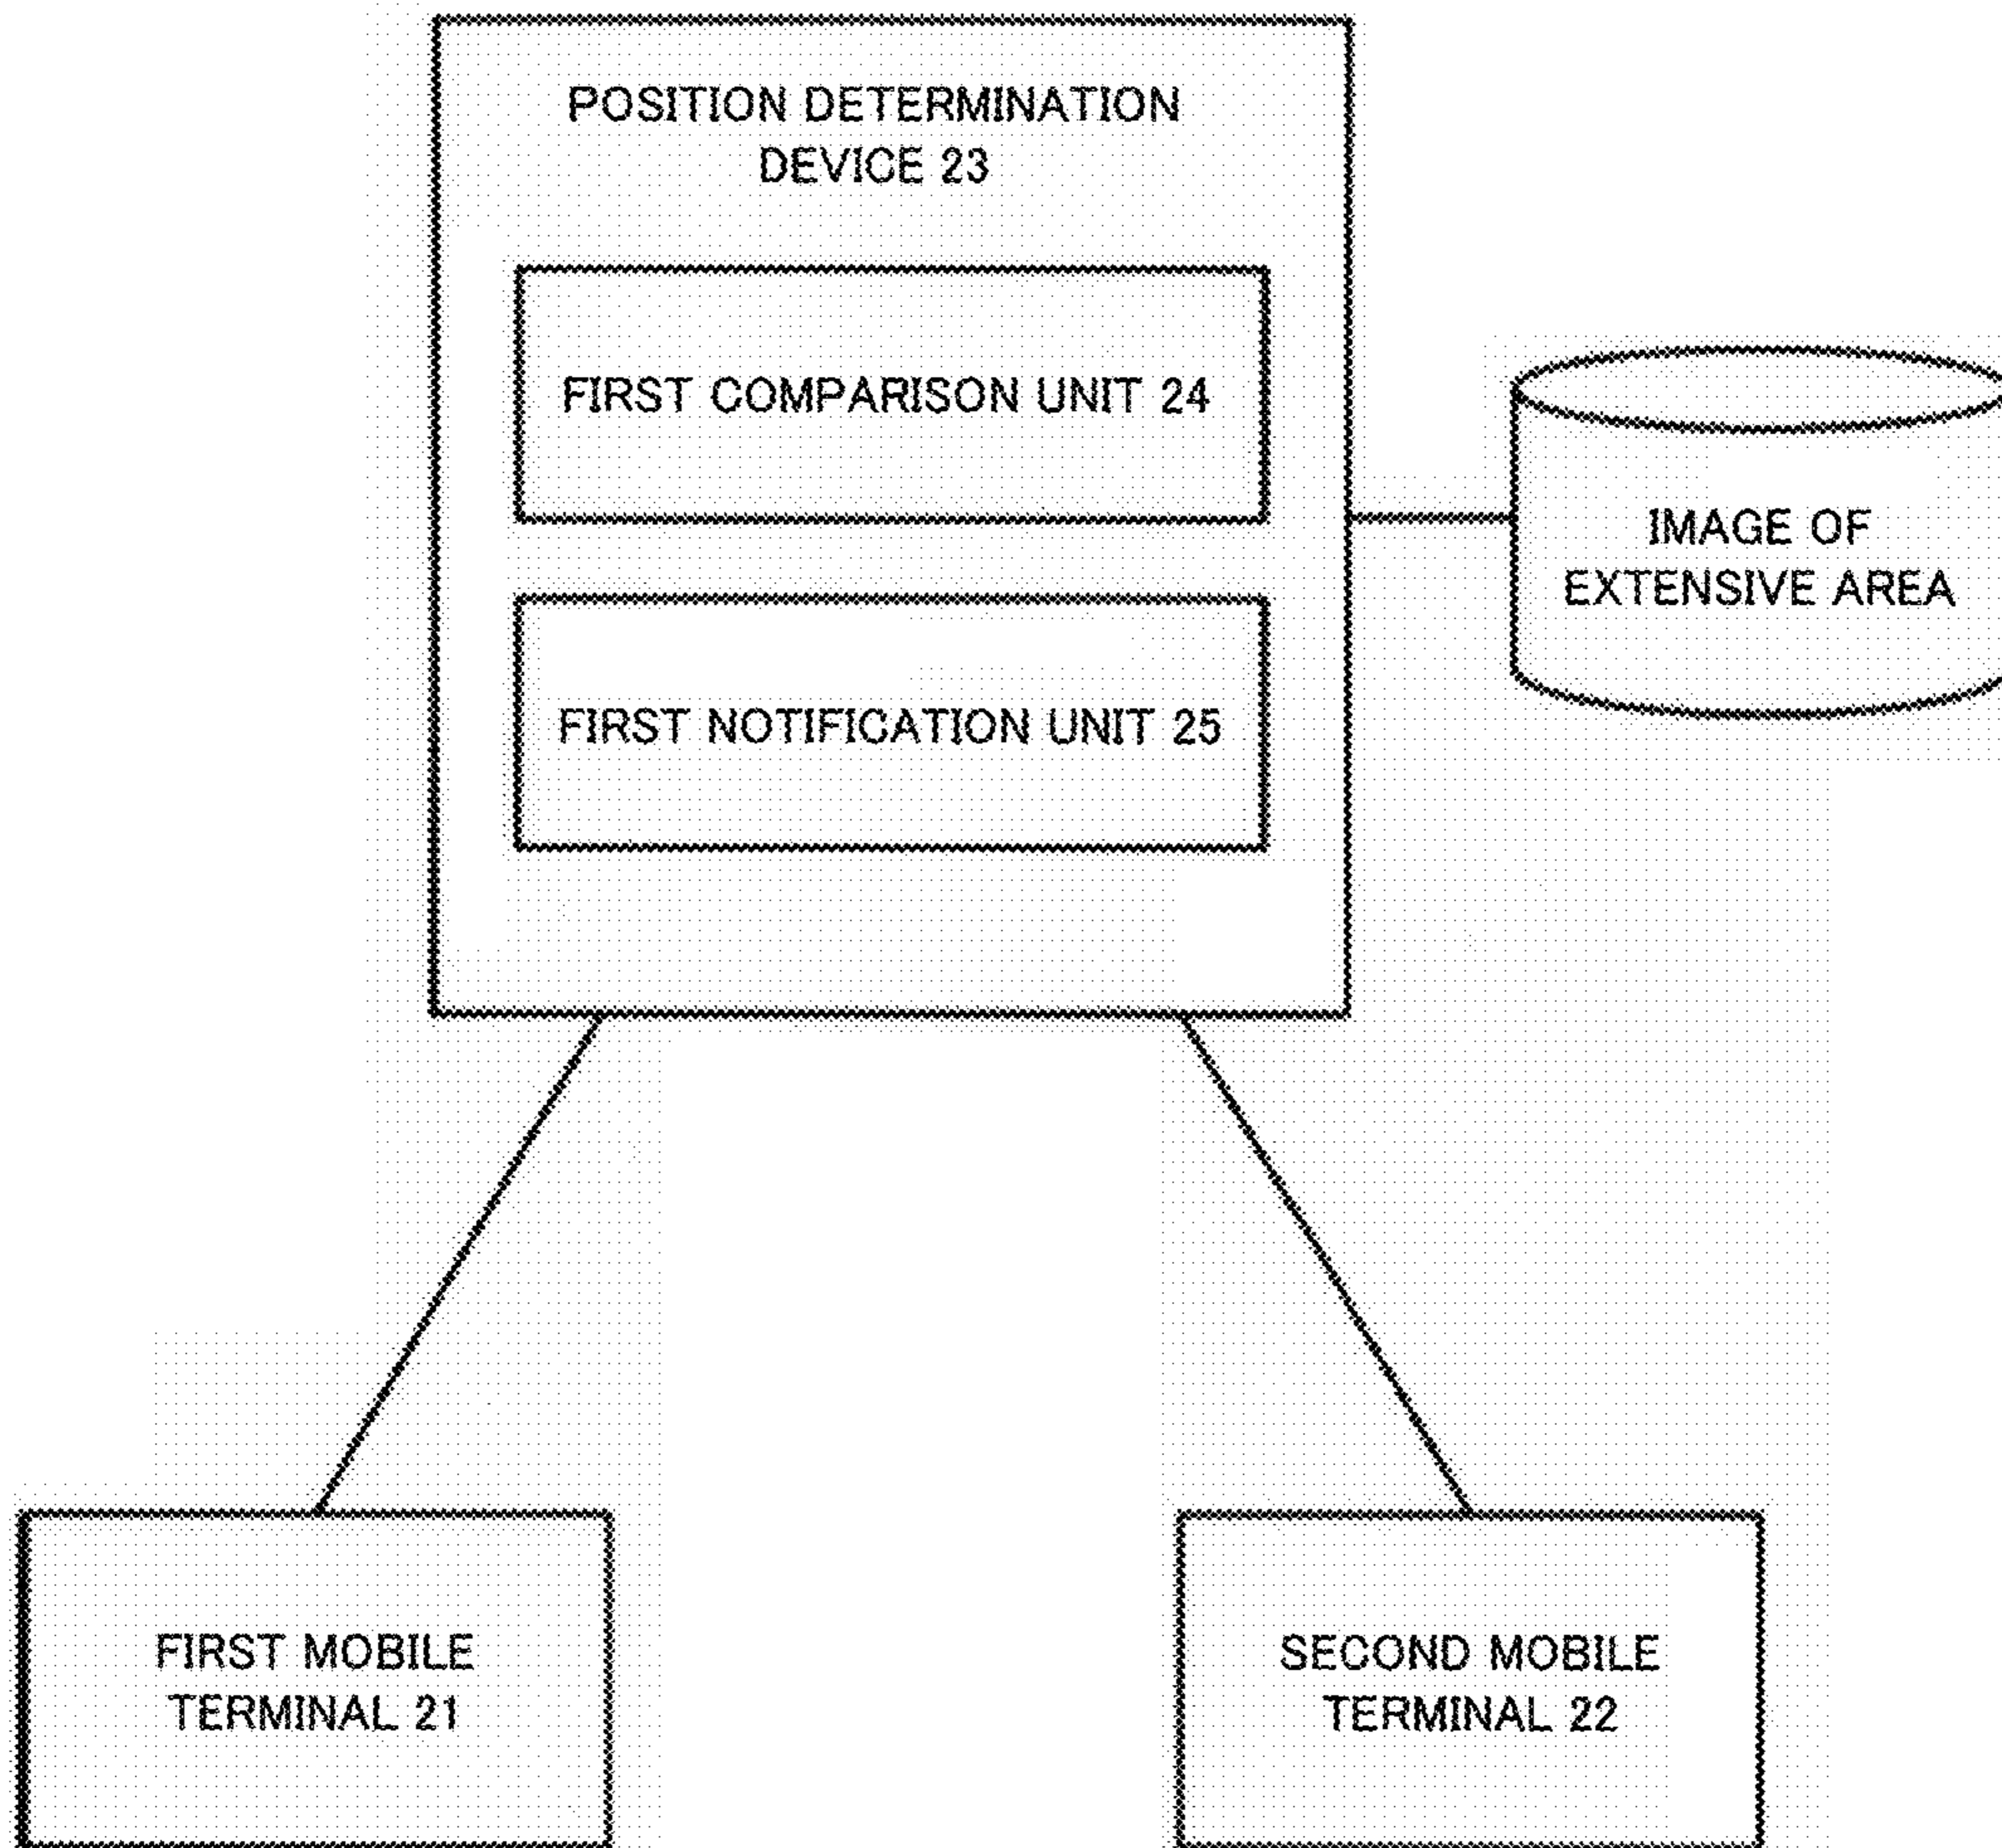 POSITION DETERMINATION
DEVICE 23
FIRST COMPARISON UNIT 24
IMAGE OF
EXTENSIVE AREA
FIRST NOTIFICATION UNIT 25
FIRST MOBILE
TERMINAL 21
SECOND MOBILE
TERMINAL 22